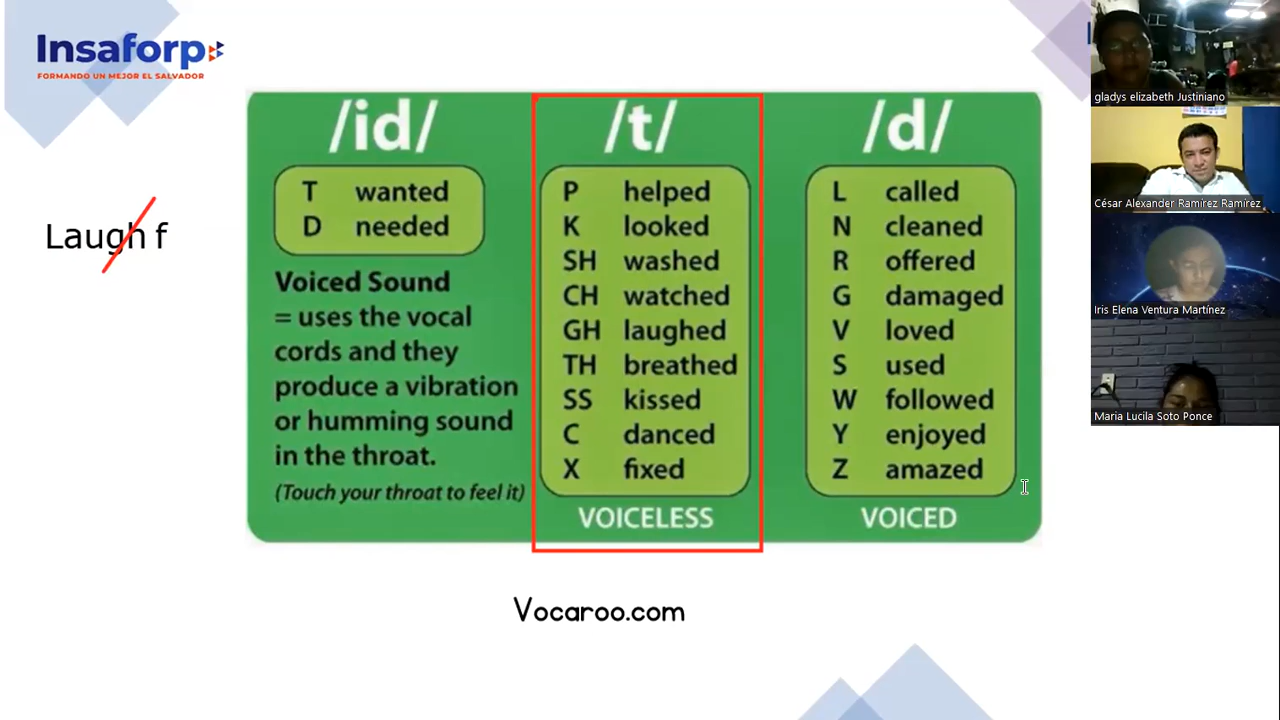 Insaforp
FORMANDO UN MEJOR EL SALVADOR
Laugh f
/id/
T wanted
D needed
Voiced Sound
= uses the vocal
cords and they
produce a vibration
or humming sound
in the throat.
(Touch your throat to feel it)
/t/
P helped
K looked
SH washed
CH watched
GH laughed
TH breathed
SS kissed
C danced
X fixed
VOICELESS
/d/
L called
N cleaned
R offered
G damaged
V loved
S used
W followed
Y enjoyed
Z amazed
VOICED
Vocaroo.com
gladys elizabeth Justiniano
César Alexander Ramírez Ramírez
Iris Elena Ventura Martínez
Maria Lucila Soto Ponce